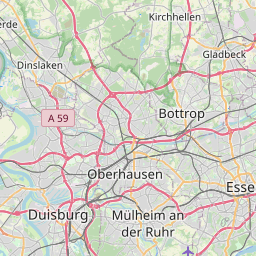 Kirchhellen
Gladbeck
Dinslaken
A 59
Bottrop
Oberhausen
Duisburg
Mülheim an
der Ruhr